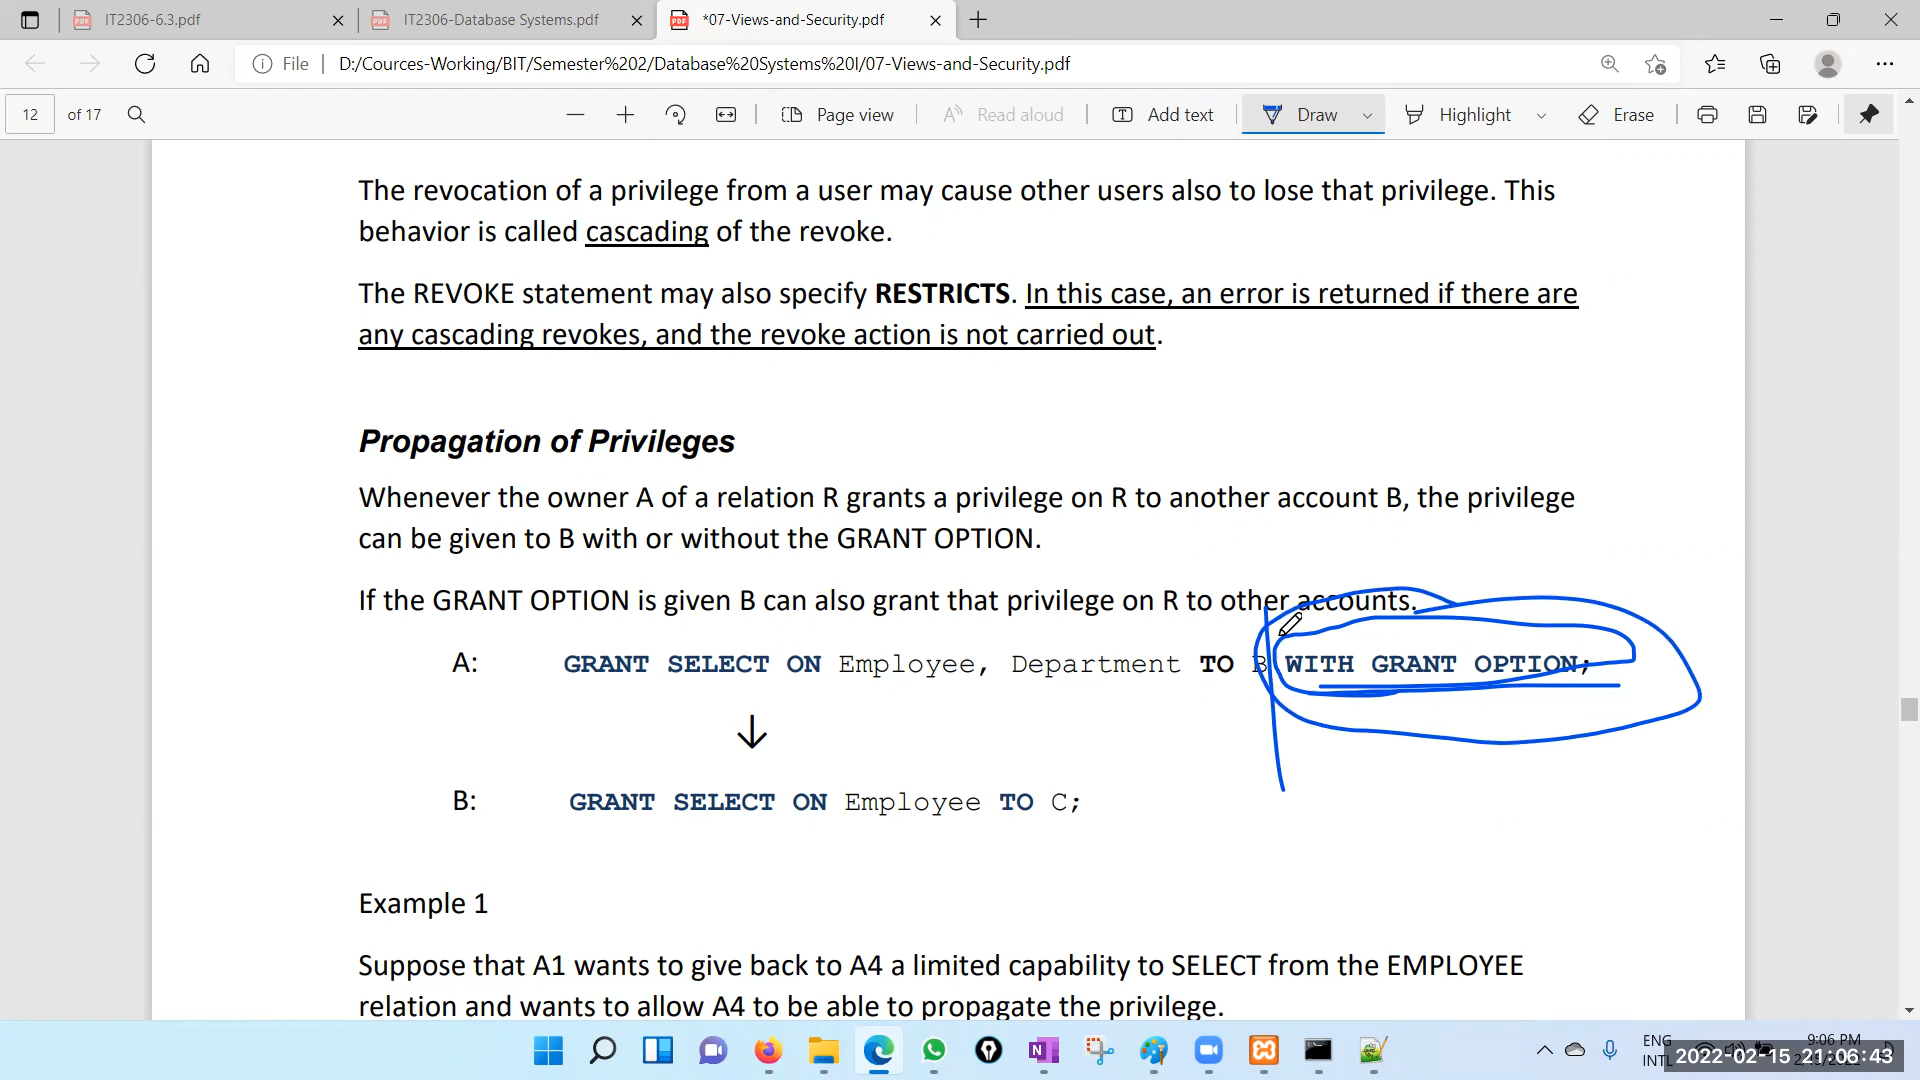 IT2306-6.3.pdf
IT2306-Database Systems.pdf
*07-Views-and-Security.pdf
File
D:/Cources-Working/BIT/Semester%202/Database%20Systems%20I/07-Views-and-Security.pdf
12
of 17
Page view
Read aloud
Add text
Draw
Highlight
Erase
The revocation of a privilege from a user may cause other users also to lose that privilege. This
behavior is called cascading of the revoke.
The REVOKE statement may also specify RESTRICTS. In this case, an error is returned if there are
any cascading revokes, and the revoke action is not carried out.
Propagation of Privileges
Whenever the owner A of a relation R grants a privilege on R to another account B, the privilege
can be given to B with or without the GRANT OPTION.
If the GRANT OPTION is given B can also grant that privilege on R to other accounts.
A: GRANT SELECT ON Employee, Department TO B WITH GRANT OPTION;
B: GRANT SELECT ON Employee TO C;
Example 1
Suppose that A1 wants to give back to A4 a limited capability to SELECT from the EMPLOYEE
relation and wants to allow A4 to be able to propagate the privilege.
ENG
INTL
9:06 PM
2022-02-15 21:06:43